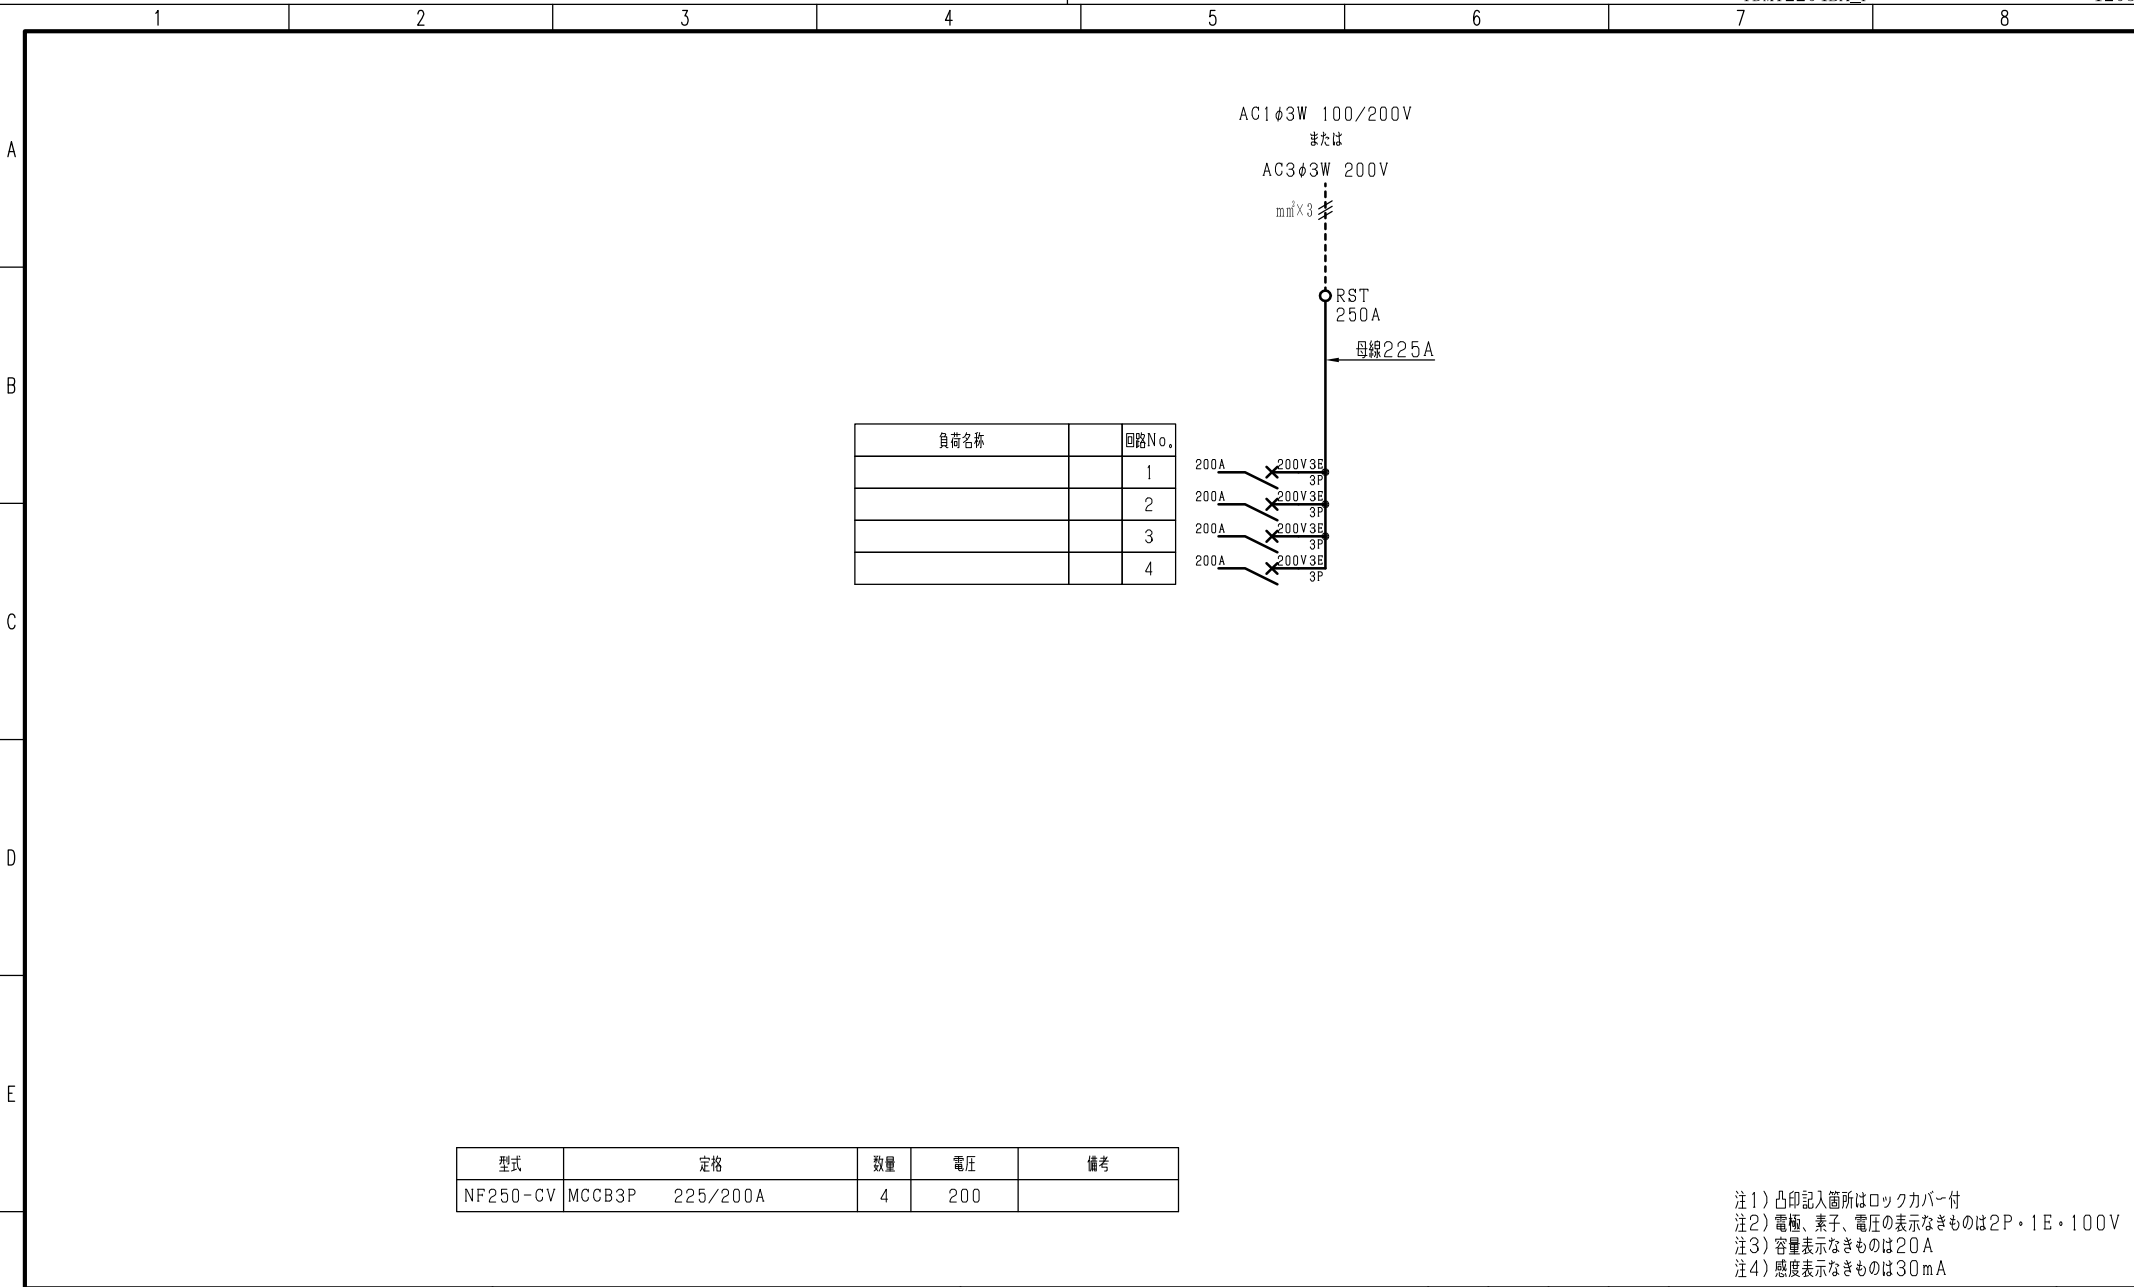 1 2 3 4 5 6 7 8
A
B
C
D
E
AC1φ3W 100/200V
または
AC3φ3W 200V
mm²×3
RST
250A
母線225A
負荷名称 回路No。
1 200A 200V3E
3P
2 200A 200V3E
3P
3 200A 200V3E
3P
4 200A 200V3E
3P
型式 定格 数量 電圧 備考
NF250-CV MCCB3P 225/200A 4 200
注1)凸印記入箇所はロックカバー付
注2)電極、素子、電圧の表示なきものは2P・1E・100V
注3)容量表示なきものは20A
注4)感度表示なきものは30mA